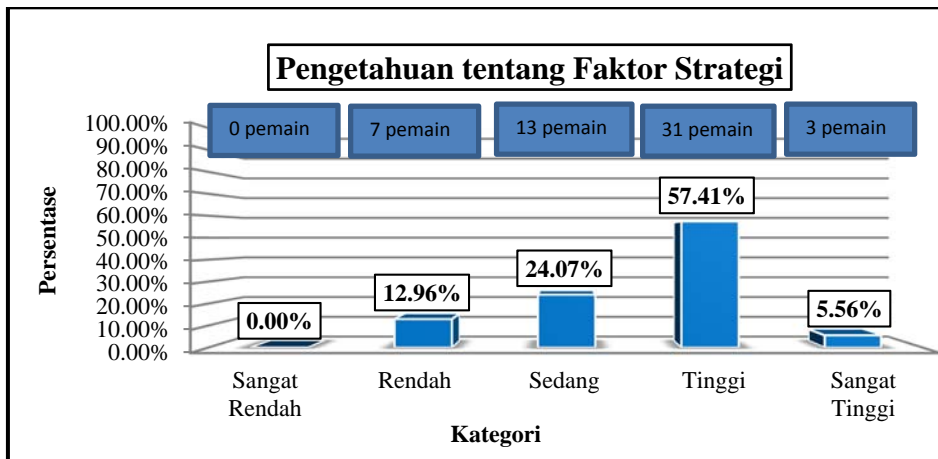 Pengetahuan tentang Faktor Strategi
0 pemain
7 pemain
13 pemain
31 pemain
3 pemain
100.00%
90.00%
80.00%
70.00%
60.00%
50.00%
40.00%
30.00%
20.00%
10.00%
0.00%
Persentase
0.00%
12.96%
24.07%
57.41%
5.56%
Sangat
Rendah
Rendah
Sedang
Tinggi
Sangat
Tinggi
Kategori